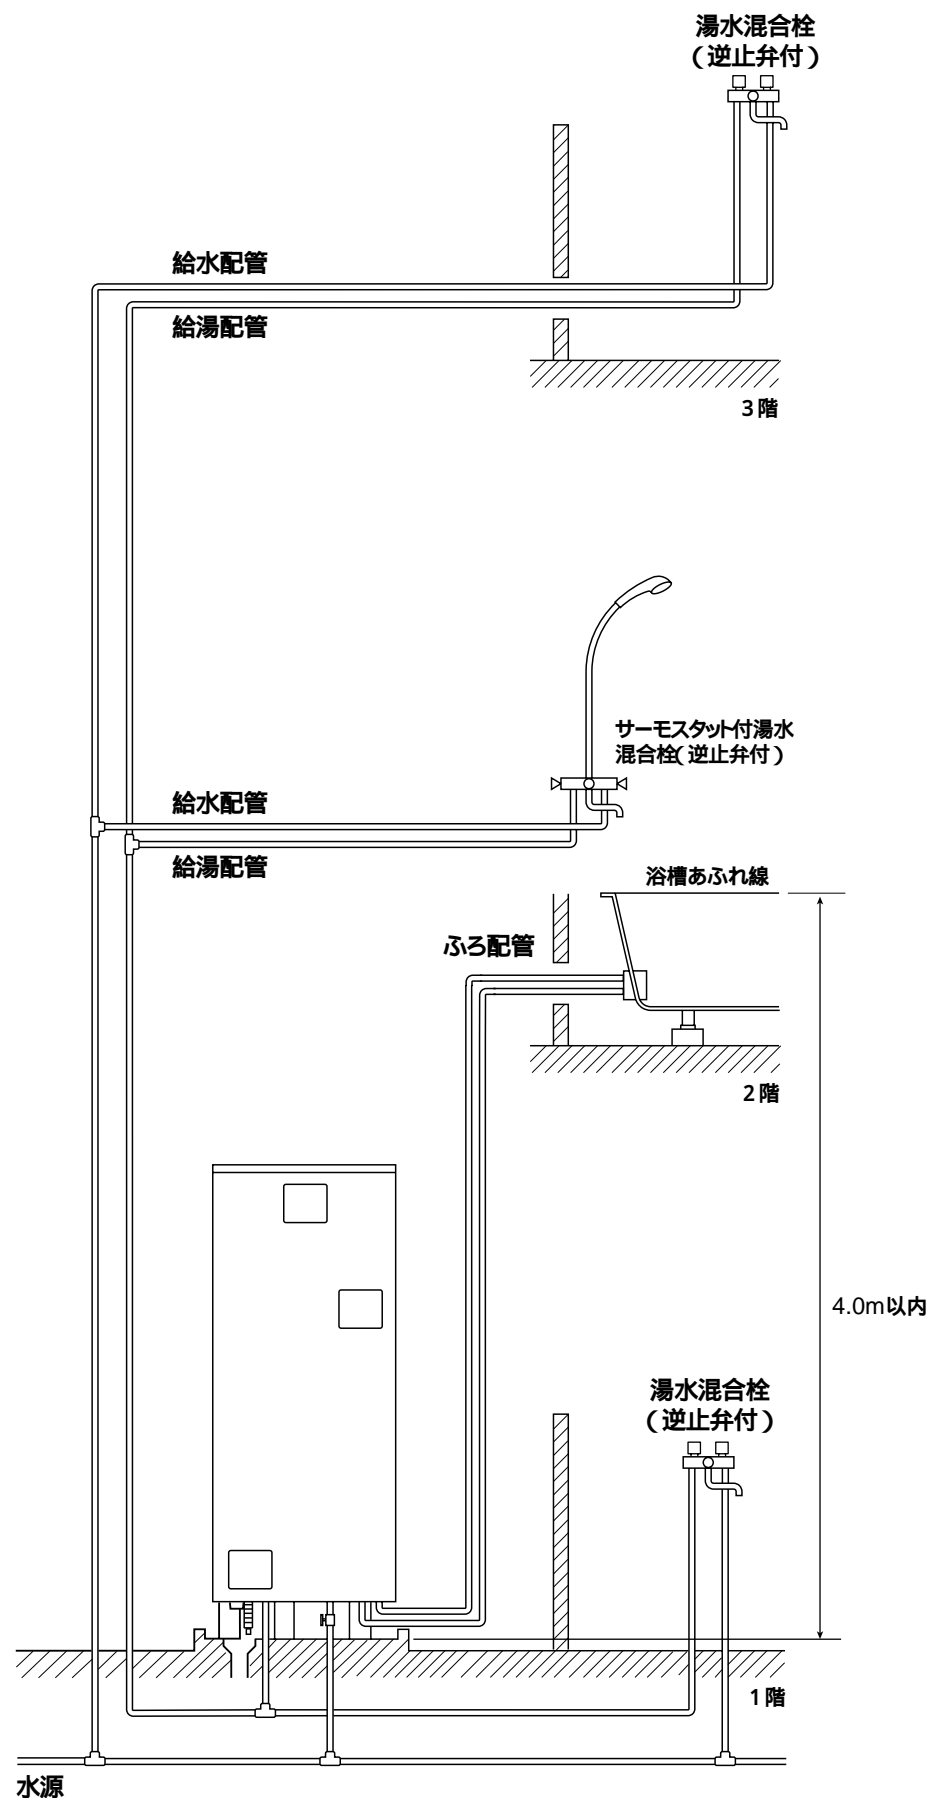 湯水混合栓
（逆止弁付）
給水配管
給湯配管
3階
サーモスタット付湯水
混合栓（逆止弁付）
給水配管
給湯配管
浴槽あふれ線
ふろ配管
2階
4.0m以内
湯水混合栓
（逆止弁付）
1階
水源